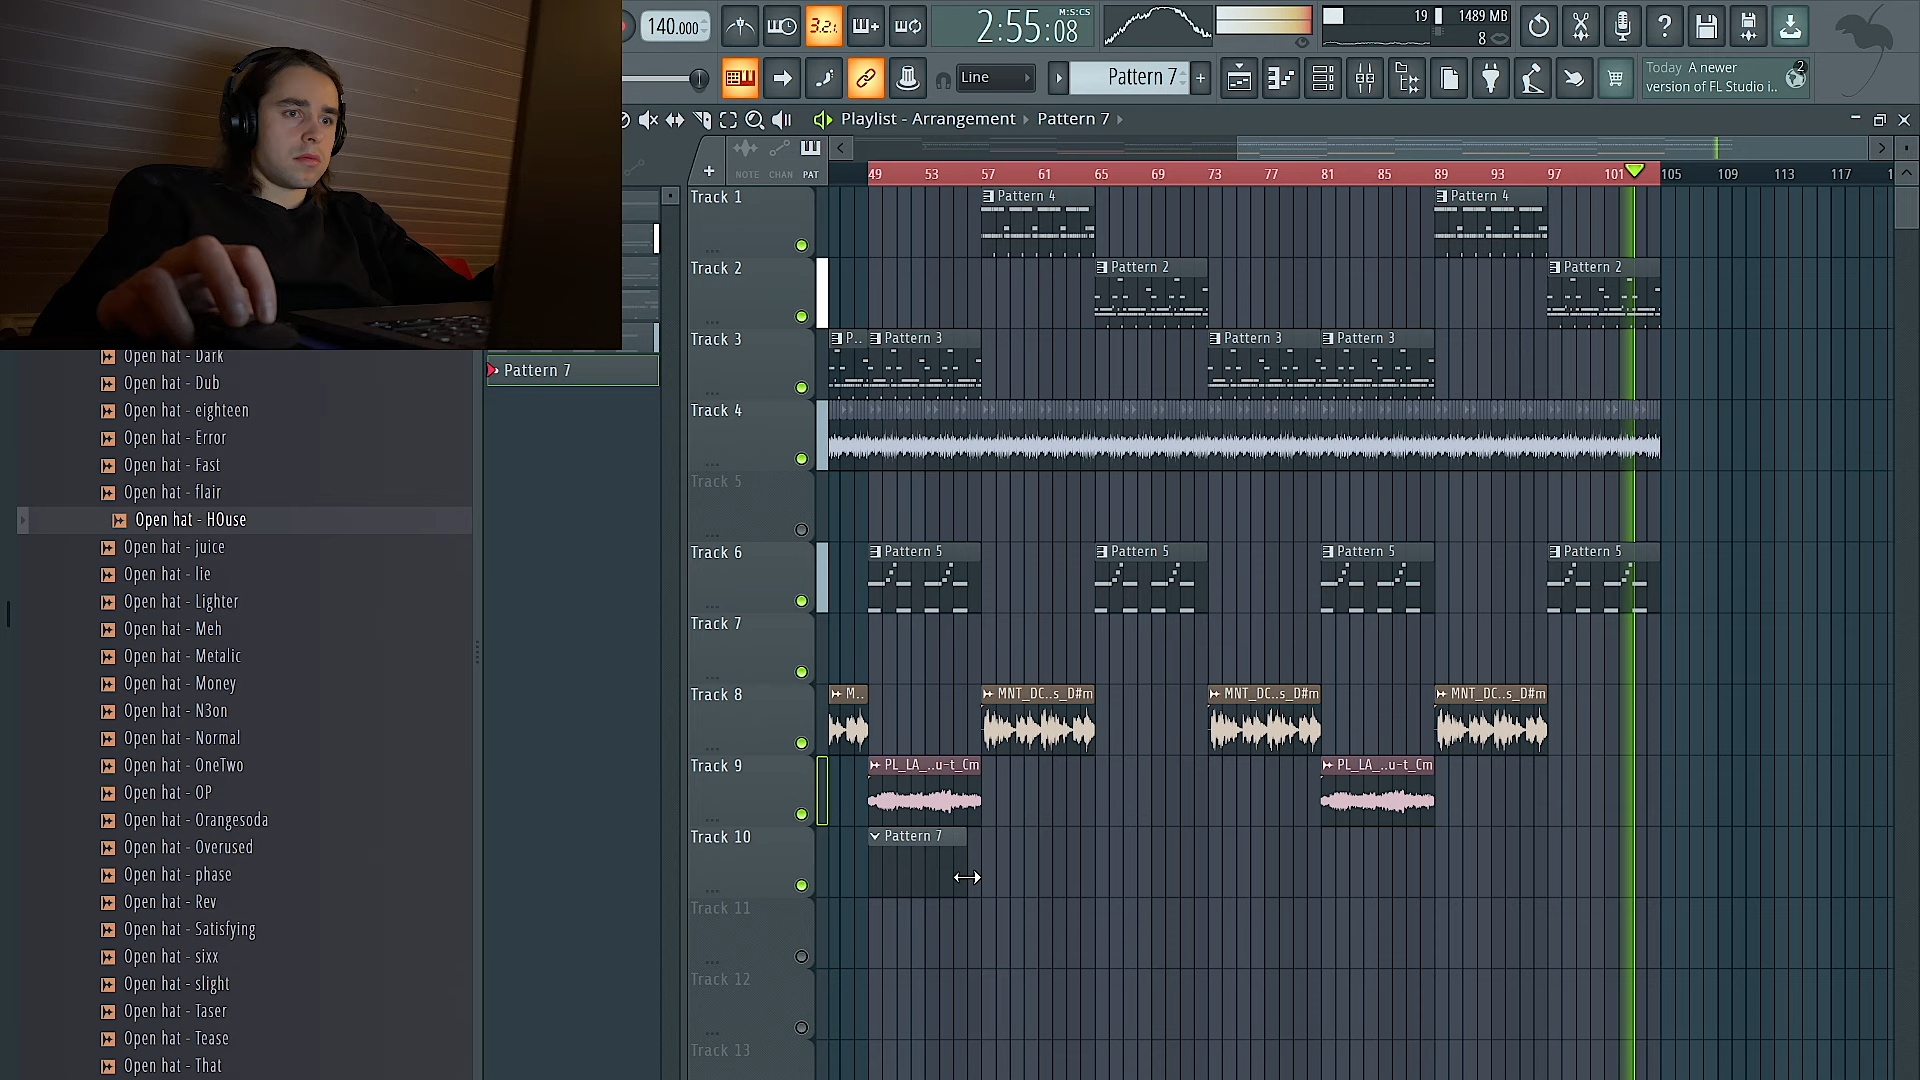 140.000
3.2.
2:55:08
M:S:CS
19
1489 MB
8
Line
Pattern 7
Today A newer
version of FL Studio i..
2
Playlist - Arrangement
Pattern 7
NOTE
CHAN
PAT
49
53
57
61
65
69
73
77
81
85
89
93
97
101
105
109
113
117
1
Track 1
Pattern 4
Pattern 4
Track 2
Pattern 2
Pattern 2
Track 3
P..
Pattern 3
Pattern 3
Pattern 3
Track 4
Track 5
Track 6
Pattern 5
Pattern 5
Pattern 5
Pattern 5
Track 7
Track 8
M..
MNT_DC..s_D#m
MNT_DC..s_D#m
MNT_DC..s_D#m
Track 9
PL_LA_..u-t_Cm
PL_LA_..u-t_Cm
Track 10
Pattern 7
Track 11
Track 12
Track 13
Pattern 7
Open hat - Dark
Open hat - Dub
Open hat - eighteen
Open hat - Error
Open hat - Fast
Open hat - flair
Open hat - HOuse
Open hat - juice
Open hat - lie
Open hat - Lighter
Open hat - Meh
Open hat - Metalic
Open hat - Money
Open hat - N3on
Open hat - Normal
Open hat - OneTwo
Open hat - OP
Open hat - Orangesoda
Open hat - Overused
Open hat - phase
Open hat - Rev
Open hat - Satisfying
Open hat - sixx
Open hat - slight
Open hat - Taser
Open hat - Tease
Open hat - That